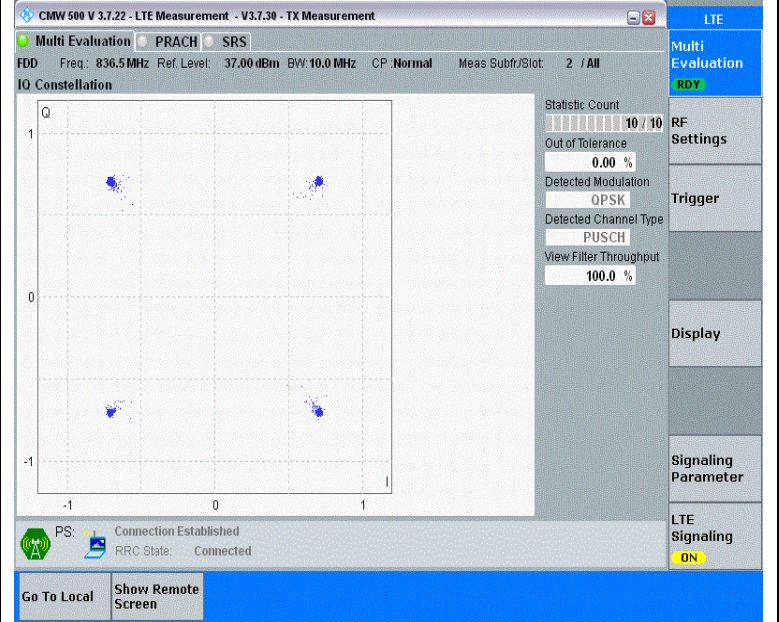 CMW 500 V 3.7.22 - LTE Measurement - V3.7.30 - TX Measurement
LTE
Multi Evaluation PRACH SRS
Multi
Evaluation
RDY
FDD Freq.: 836.5 MHz Ref. Level: 37.00 dBm BW: 10.0 MHz CP : Normal Meas Subfr./Slot: 2 / All
IQ Constellation
Q
1
0
-1
I
-1 0 1
Statistic Count
10 / 10
Out of Tolerance
0.00 %
Detected Modulation
QPSK
Detected Channel Type
PUSCH
View Filter Throughput
100.0 %
RF
Settings
Trigger
Display
Signaling
Parameter
LTE
Signaling
ON
PS: Connection Established
RRC State: Connected
Go To Local
Show Remote
Screen